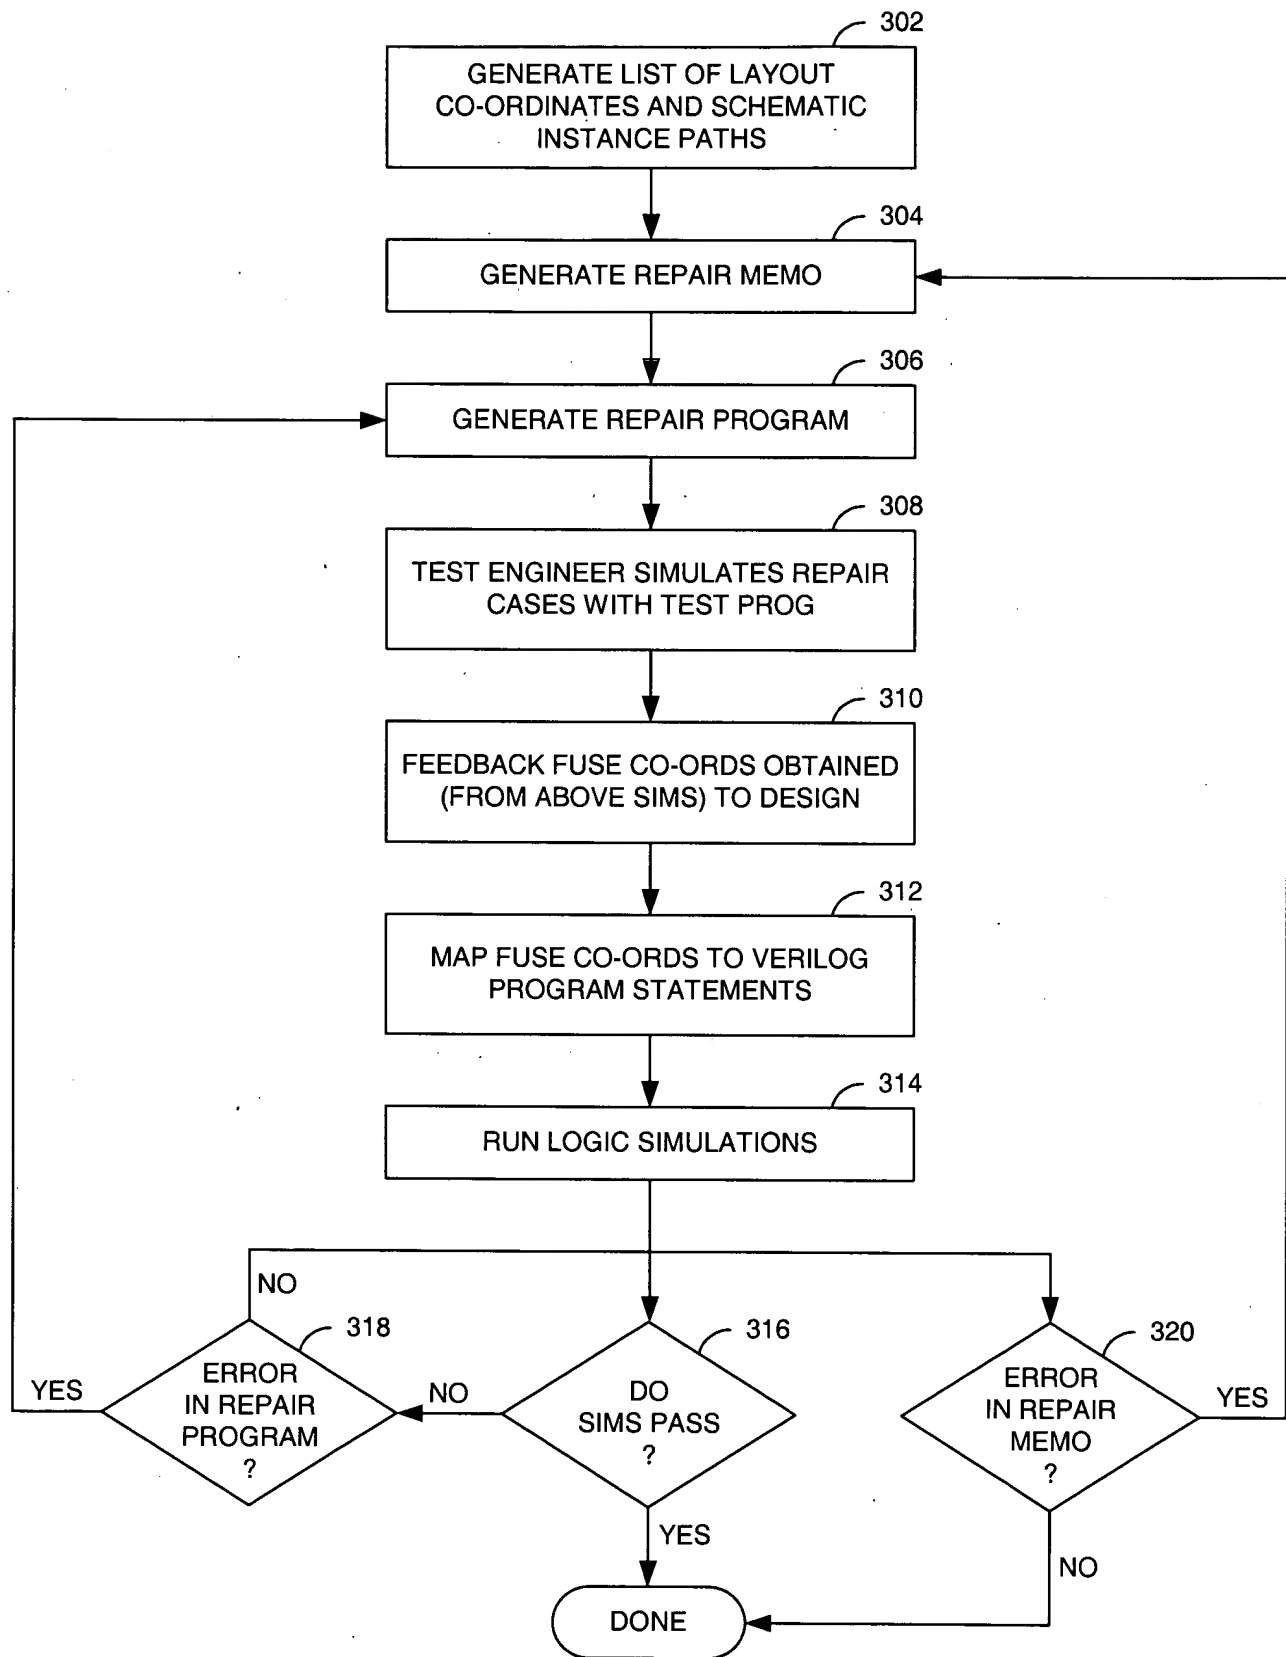 302
GENERATE LIST OF LAYOUT
CO-ORDINATES AND SCHEMATIC
INSTANCE PATHS
304
GENERATE REPAIR MEMO
306
GENERATE REPAIR PROGRAM
308
TEST ENGINEER SIMULATES REPAIR
CASES WITH TEST PROG
310
FEEDBACK FUSE CO-ORDS OBTAINED
(FROM ABOVE SIMS) TO DESIGN
312
MAP FUSE CO-ORDS TO VERILOG
PROGRAM STATEMENTS
314
RUN LOGIC SIMULATIONS
NO
318
ERROR
IN REPAIR
PROGRAM
?
YES
NO
316
DO
SIMS PASS
?
YES
320
ERROR
IN REPAIR
MEMO
?
YES
NO
DONE